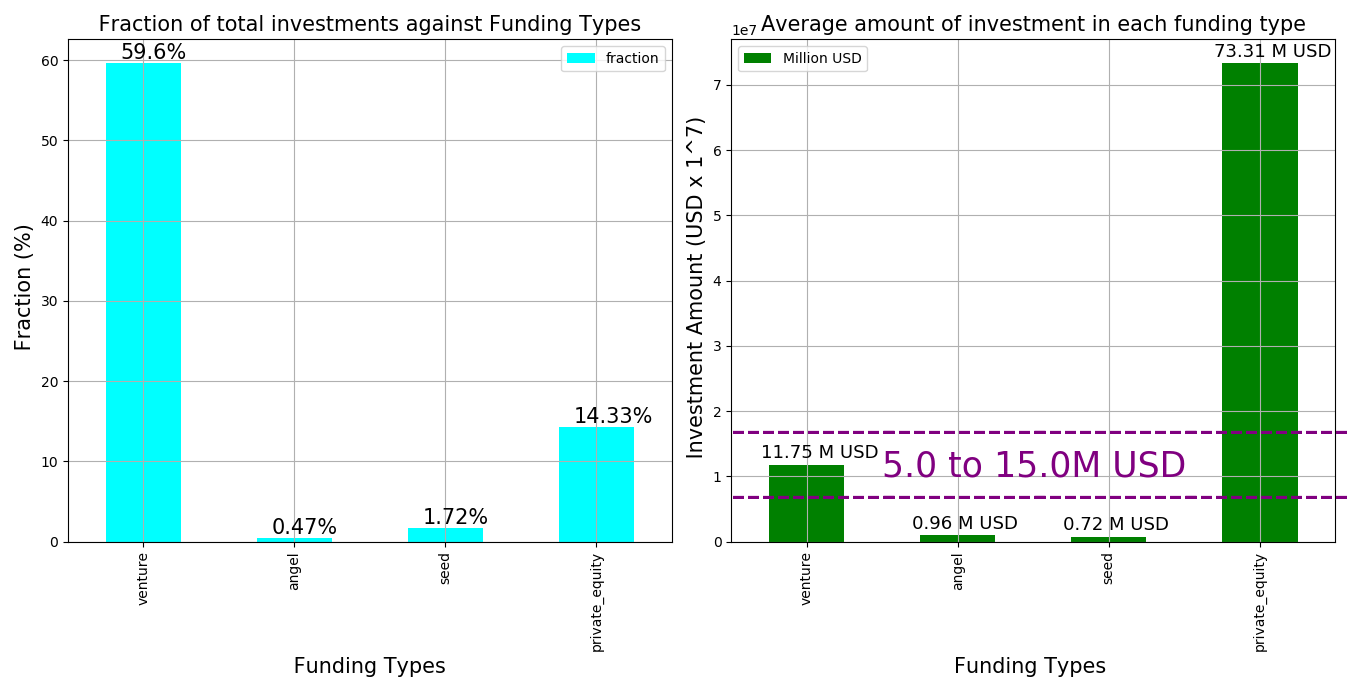 Fraction of total investments against Funding Types
59.6%
fraction
60
50
40
30
20
10
0
Fraction (%)
0.47%
1.72%
14.33%
venture
angel
seed
private_equity
Funding Types
Average amount of investment in each funding type
1e7
Million USD
73.31 M USD
7
6
5
4
3
2
1
0
Investment Amount (USD x 1^7)
11.75 M USD
5.0 to 15.0M USD
0.96 M USD
0.72 M USD
venture
angel
seed
private_equity
Funding Types